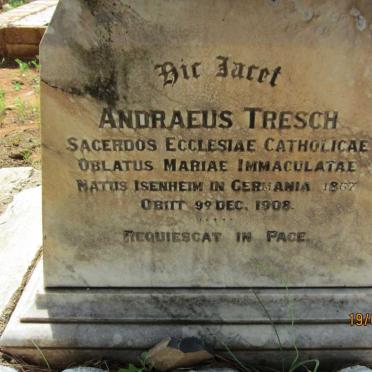 Hic Jacet
ANDRAEUS TRESCH
SACERDOS ECCLESIAE CATHOLICAE
OBLATUS MARIAE IMMACULATAE
NATUS ISENHEIM IN GERMANIA 1867
OBIIT 9D DEC. 1908.
REQUIESCAT IN PACE.
19/